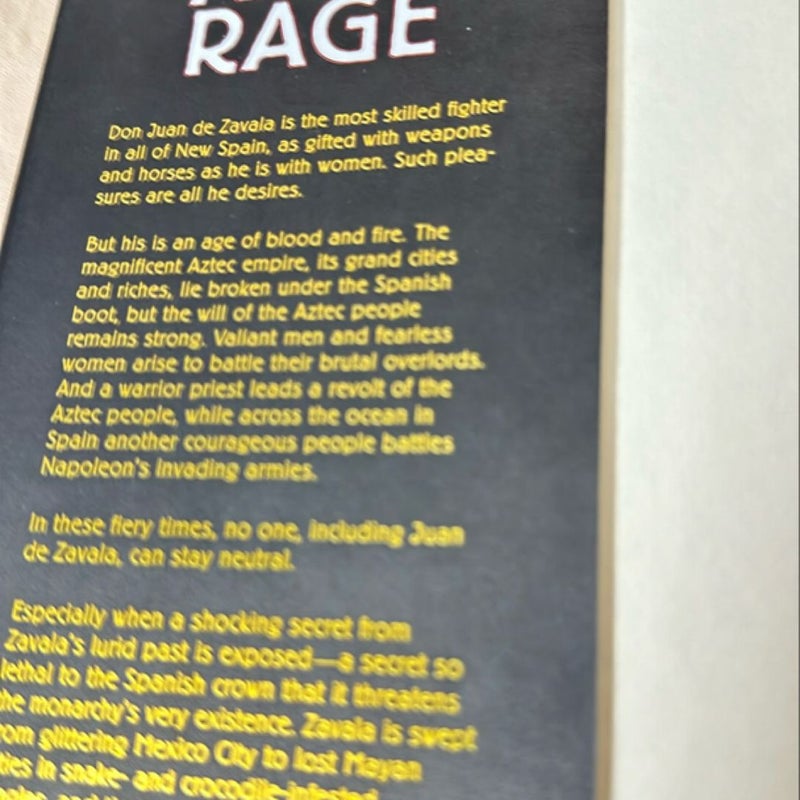 RAGE
Don Juan de Zavala is the most skilled fighter
in all of New Spain, as gifted with weapons
and horses as he is with women. Such plea-
sures are all he desires.
But his is an age of blood and fire. The
magnificent Aztec empire, its grand cities
and riches, lie broken under the Spanish
boot, but the will of the Aztec people
remains strong. Valiant men and fearless
women arise to battle their brutal overlords.
And a warrior priest leads a revolt of the
Aztec people, while across the ocean in
Spain another courageous people battles
Napoleon's invading armies.
In these fiery times, no one, including Juan
de Zavala, can stay neutral.
Especially when a shocking secret from
Zavala's lurid past is exposed—a secret so
lethal to the Spanish crown that it threatens
the monarchy's very existence. Zavala is swept
rom glittering Mexico City to lost Mayan
ties in snake- and crocodile-infested